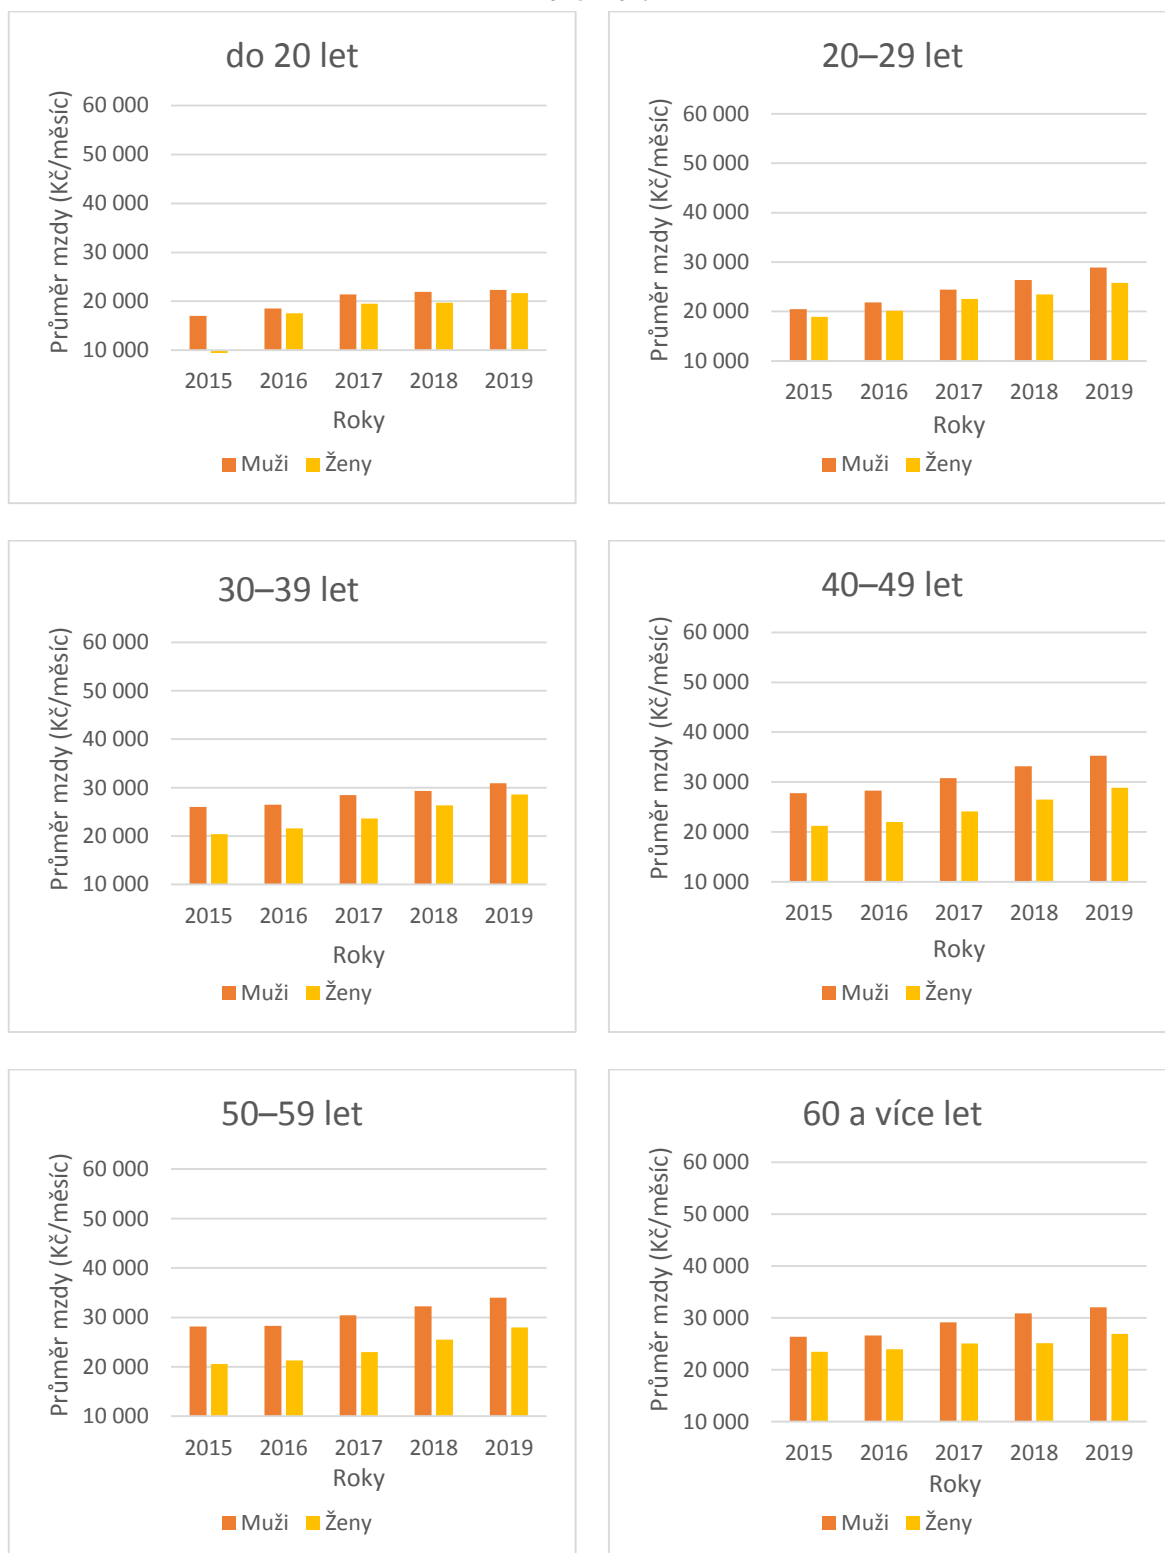 do 20 let
Průměr mzdy (Kč/měsíc)
60 000
50 000
40 000
30 000
20 000
10 000
2015 2016 2017 2018 2019
Roky
Muži Ženy
20–29 let
Průměr mzdy (Kč/měsíc)
60 000
50 000
40 000
30 000
20 000
10 000
2015 2016 2017 2018 2019
Roky
Muži Ženy
30–39 let
Průměr mzdy (Kč/měsíc)
60 000
50 000
40 000
30 000
20 000
10 000
2015 2016 2017 2018 2019
Roky
Muži Ženy
40–49 let
Průměr mzdy (Kč/měsíc)
60 000
50 000
40 000
30 000
20 000
10 000
2015 2016 2017 2018 2019
Roky
Muži Ženy
50–59 let
Průměr mzdy (Kč/měsíc)
60 000
50 000
40 000
30 000
20 000
10 000
2015 2016 2017 2018 2019
Roky
Muži Ženy
60 a více let
Průměr mzdy (Kč/měsíc)
60 000
50 000
40 000
30 000
20 000
10 000
2015 2016 2017 2018 2019
Roky
Muži Ženy